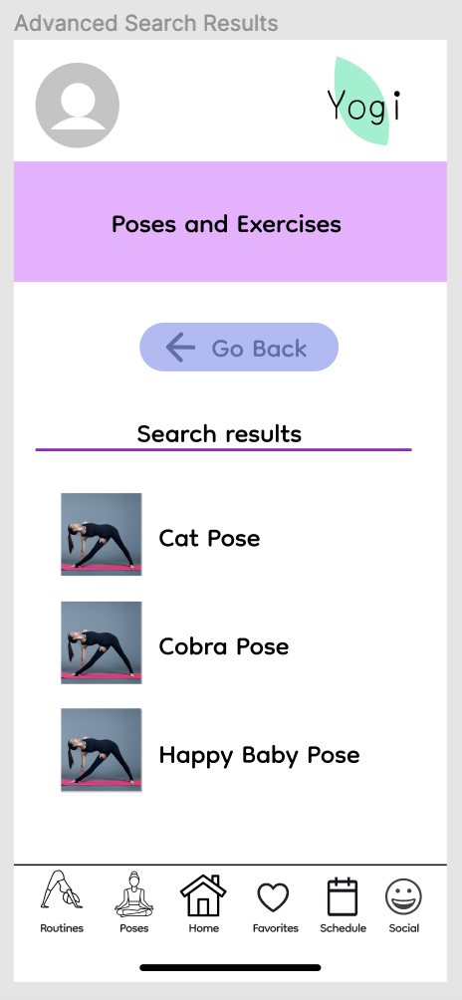 Advanced Search Results
Yogi
Poses and Exercises
Go Back
Search results
Cat Pose
Cobra Pose
Happy Baby Pose
Routines Poses Home Favorites Schedule Social